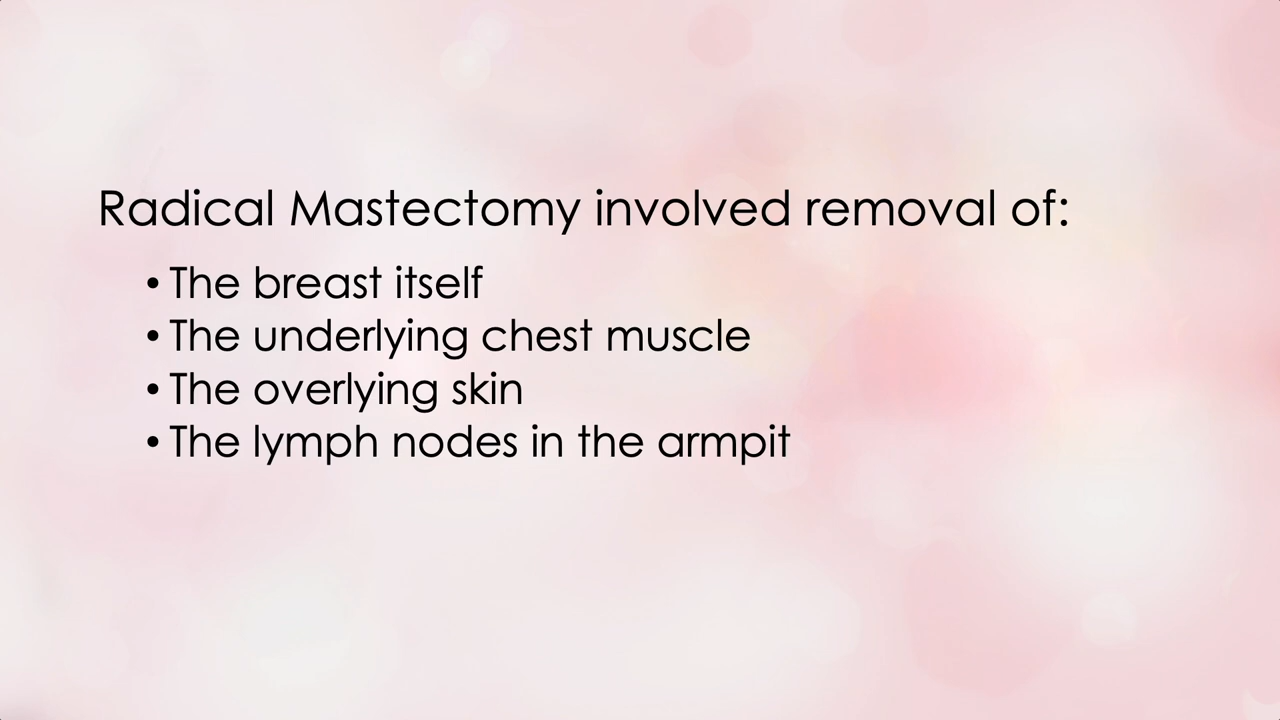 Radical Mastectomy involved removal of:
• The breast itself
• The underlying chest muscle
• The overlying skin
• The lymph nodes in the armpit